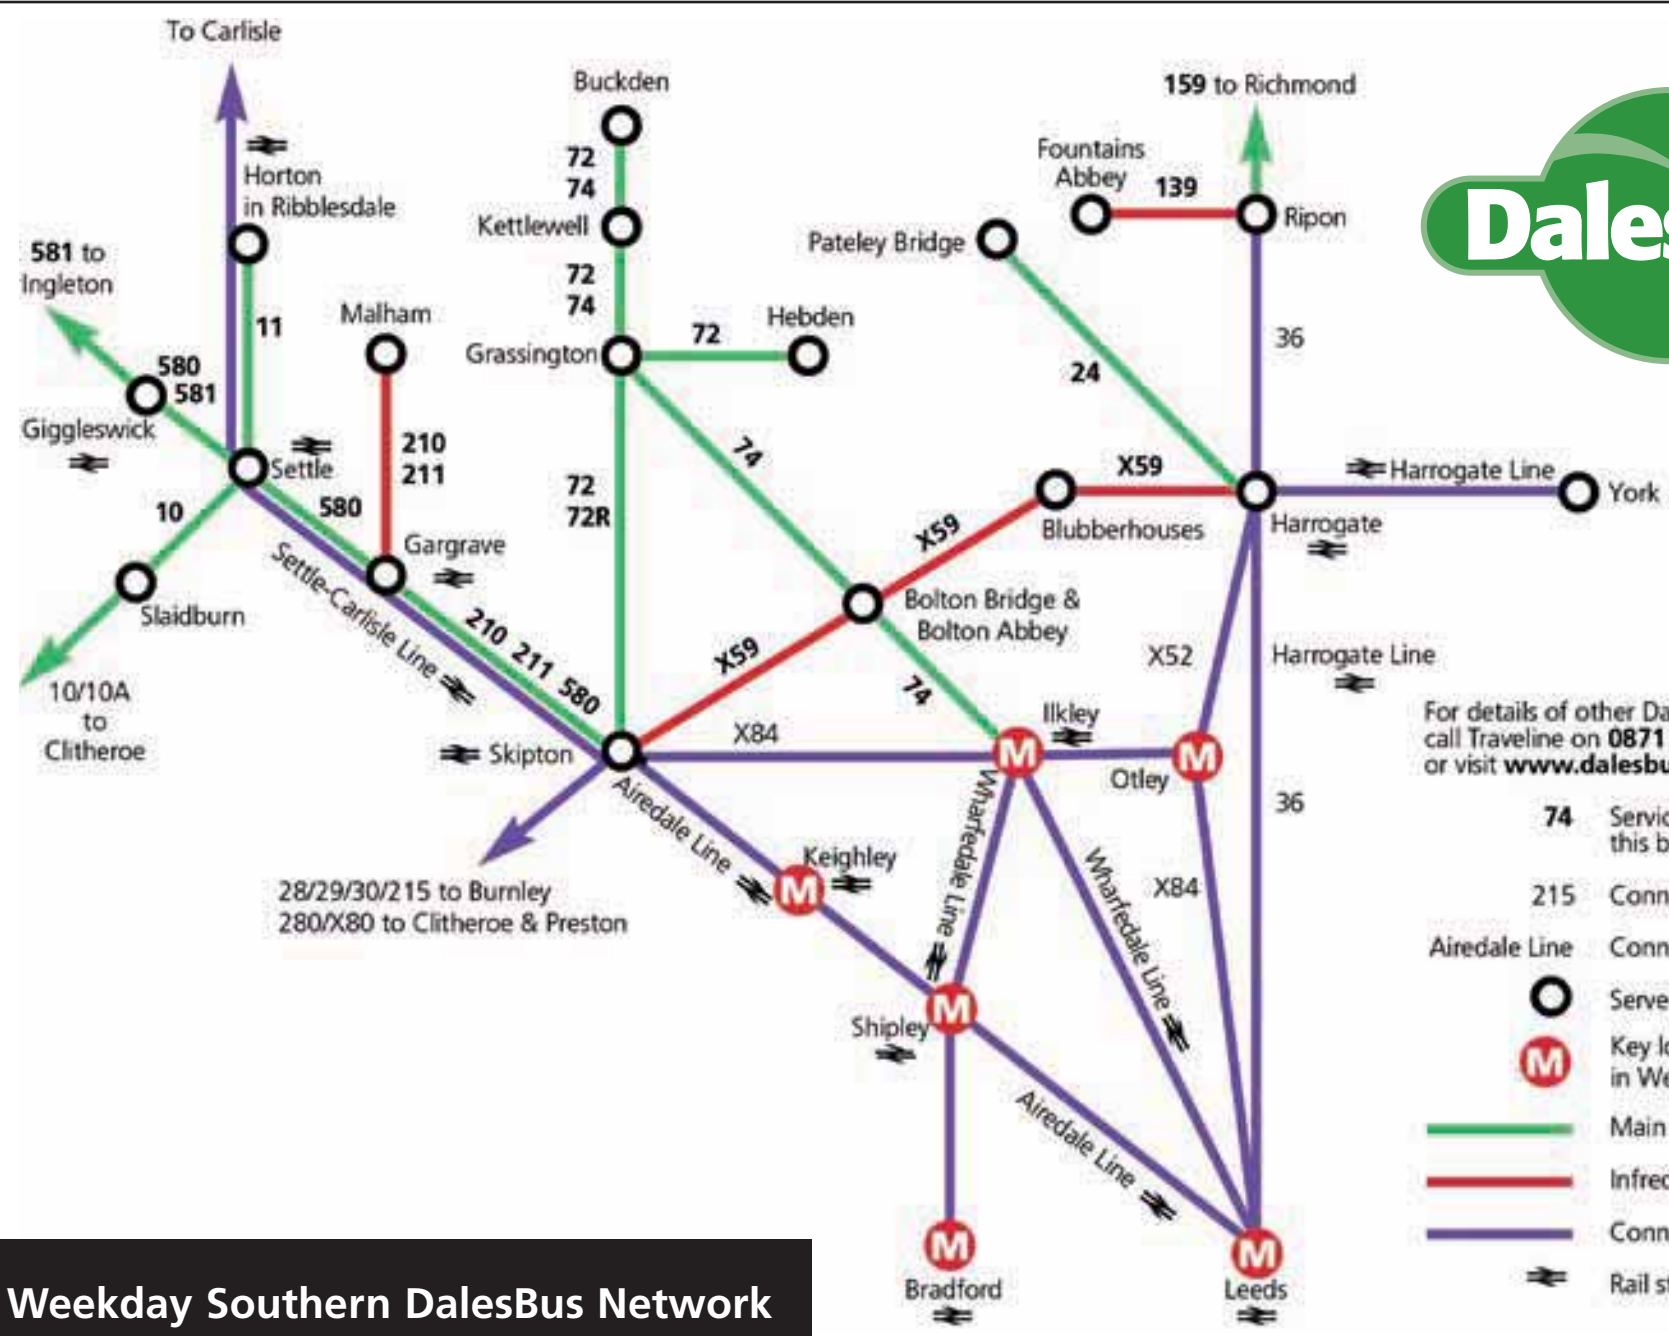 To Carlisle
Buckden
159 to Richmond
72
74
Fountains
Abbey
139
Horton
in Ribblesdale
Kettlewell
Pateley Bridge
Ripon
Dales
581 to
Ingleton
72
74
Malham
Hebden
11
36
72
Grassington
580
581
24
Giggleswick
210
211
74
X59
Harrogate Line
Settle
York
10
580
72
72R
Harrogate
X59
Blubberhouses
Gargrave
Settle-Carlisle Line
Slaidburn
Bolton Bridge &
Bolton Abbey
210 211 580
X59
X52
Harrogate Line
74
10/10A
to
Clitheroe
Ilkley
For details of other Da
call Traveline on 0871
or visit www.dalesbu
X84
Skipton
Otley
Airedale Line
Wharfedale Line
36
74
Servic
this b
Keighley
Wharfedale Line
X84
28/29/30/215 to Burnley
280/X80 to Clitheroe & Preston
215
Conn
Airedale Line
Conn
M
M
M
M
Shipley
Serve
M
Key lo
in We
Airedale Line
Main
Infrec
Conn
M
M
Bradford
Leeds
Rail st
Weekday Southern DalesBus Network